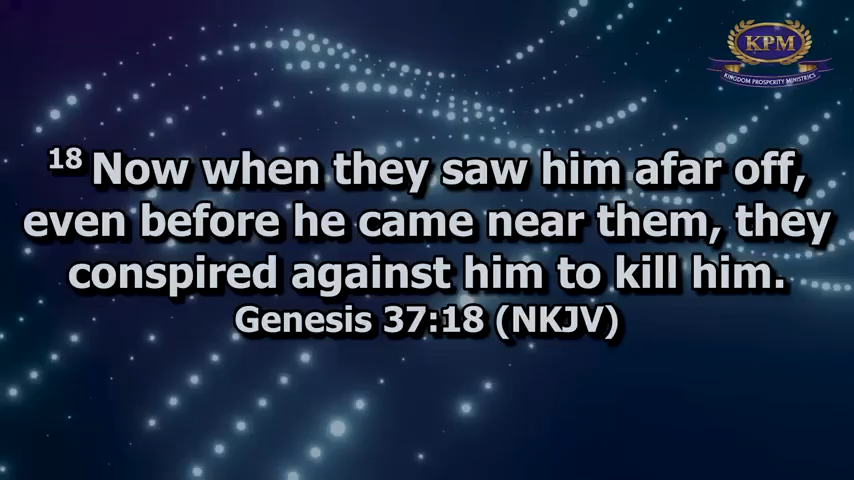 KPM
KINGDOM PROSPERITY MINISTRIES
18 Now when they saw him afar off,
even before he came near them, they
conspired against him to kill him.
Genesis 37:18 (NKJV)